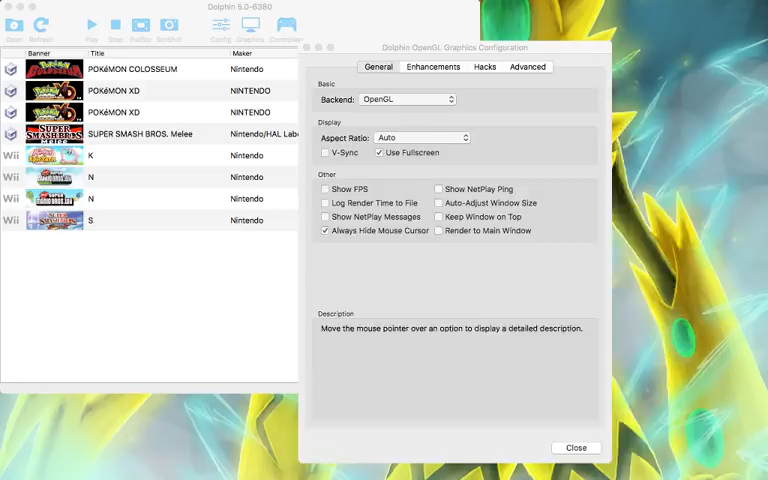 Dolphin 5.0-6380
Open
Refresh
Play
Stop
FullScr
ScrShot
Config
Graphics
Controllers
Banner Title Maker
POKéMON COLOSSEUM Nintendo
POKéMON XD NINTENDO
POKéMON XD NINTENDO
SUPER SMASH BROS. Melee Nintendo/HAL Labo
Wii K Nintendo
Wii N Nintendo
Wii N Nintendo
Wii S Nintendo
Dolphin OpenGL Graphics Configuration
General Enhancements Hacks Advanced
Basic
Backend: OpenGL
Display
Aspect Ratio: Auto
V-Sync Use Fullscreen
Other
Show FPS Show NetPlay Ping
Log Render Time to File Auto-Adjust Window Size
Show NetPlay Messages Keep Window on Top
Always Hide Mouse Cursor Render to Main Window
Description
Move the mouse pointer over an option to display a detailed description.
Close